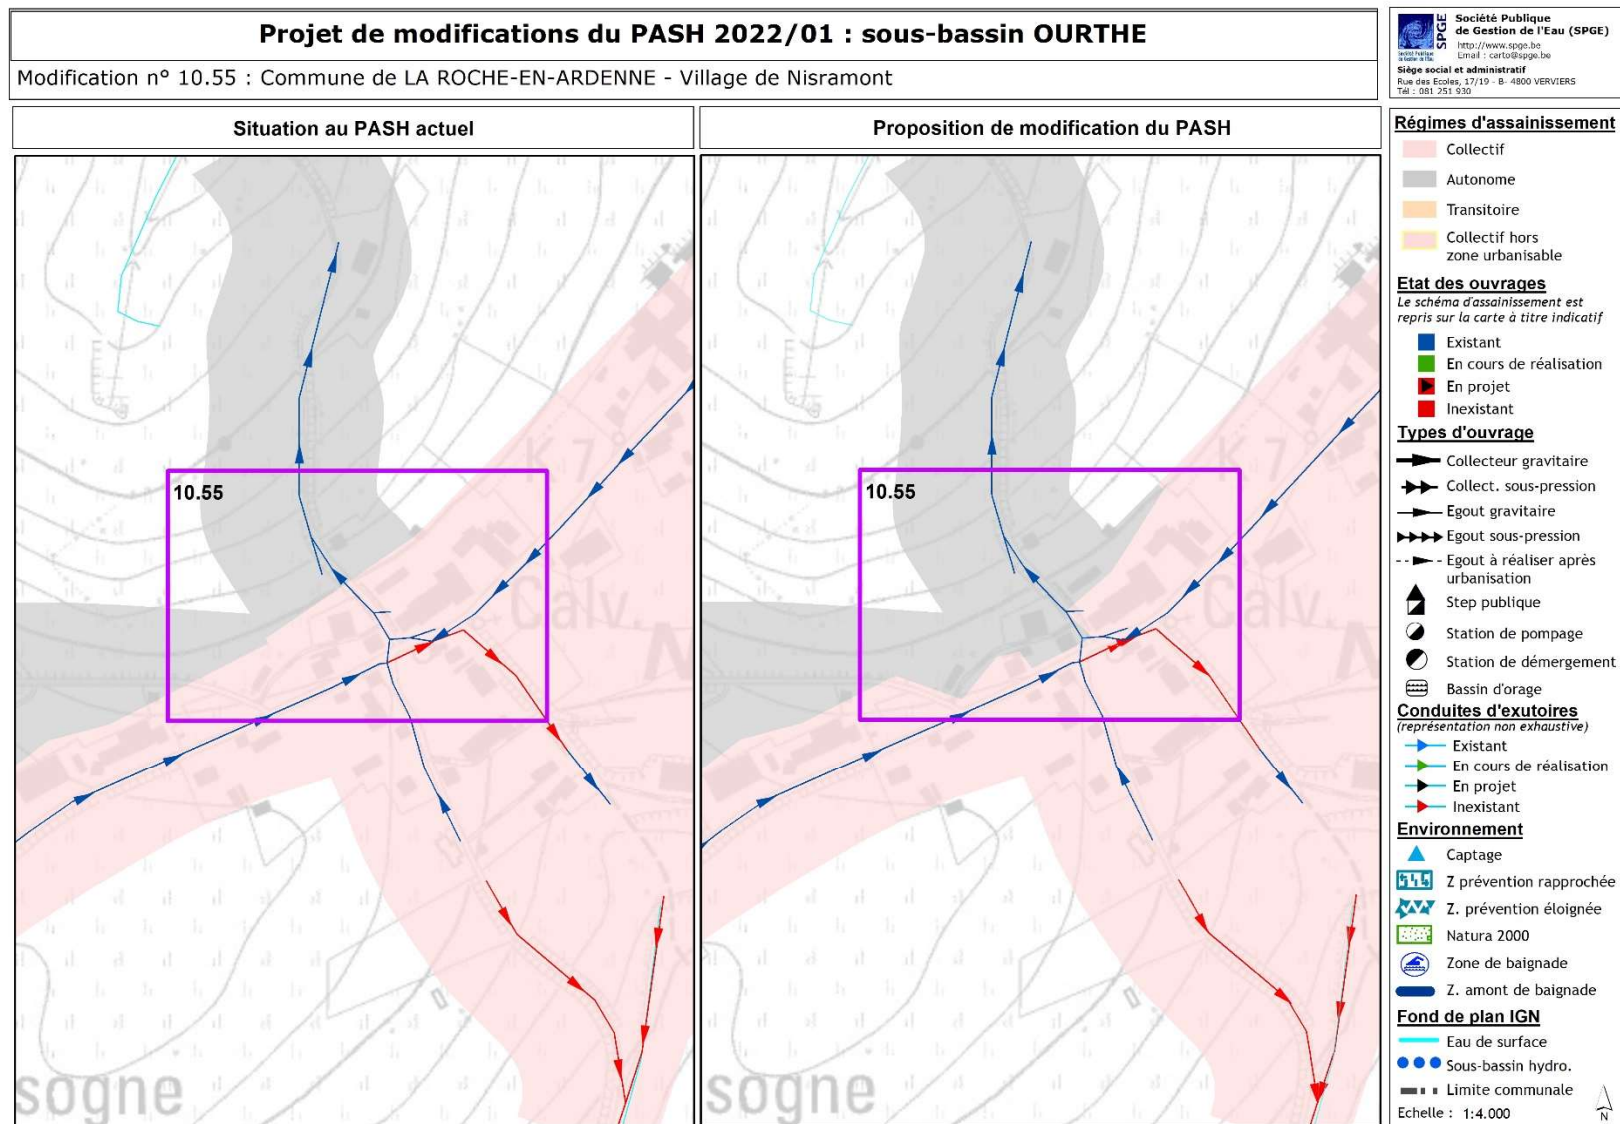 Projet de modifications du PASH 2022/01 : sous-bassin OURTHE
Modification n° 10.55 : Commune de LA ROCHE-EN-ARDENNE - Village de Nisramont
SPGE
Société Publique
de Gestion de l'Eau (SPGE)
http://www.spge.be
Email : carto@spge.be
Siège social et administratif
Rue des Ecoles, 17/19 - B- 4800 VERVIERS
Tél : 081 251 930
Situation au PASH actuel
10.55
K 7
Calv.
sogne
Proposition de modification du PASH
10.55
K 7
Calv.
sogne
Régimes d'assainissement
Collectif
Autonome
Transitoire
Collectif hors
zone urbanisable
Etat des ouvrages
Le schéma d'assainissement est
repris sur la carte à titre indicatif
Existant
En cours de réalisation
En projet
Inexistant
Types d'ouvrage
Collecteur gravitaire
Collect. sous-pression
Egout gravitaire
Egout sous-pression
Egout à réaliser après
urbanisation
Step publique
Station de pompage
Station de démergement
Bassin d'orage
Conduites d'exutoires
(représentation non exhaustive)
Existant
En cours de réalisation
En projet
Inexistant
Environnement
Captage
Z prévention rapprochée
Z. prévention éloignée
Natura 2000
Zone de baignade
Z. amont de baignade
Fond de plan IGN
Eau de surface
Sous-bassin hydro.
Limite communale
Echelle : 1:4.000
N